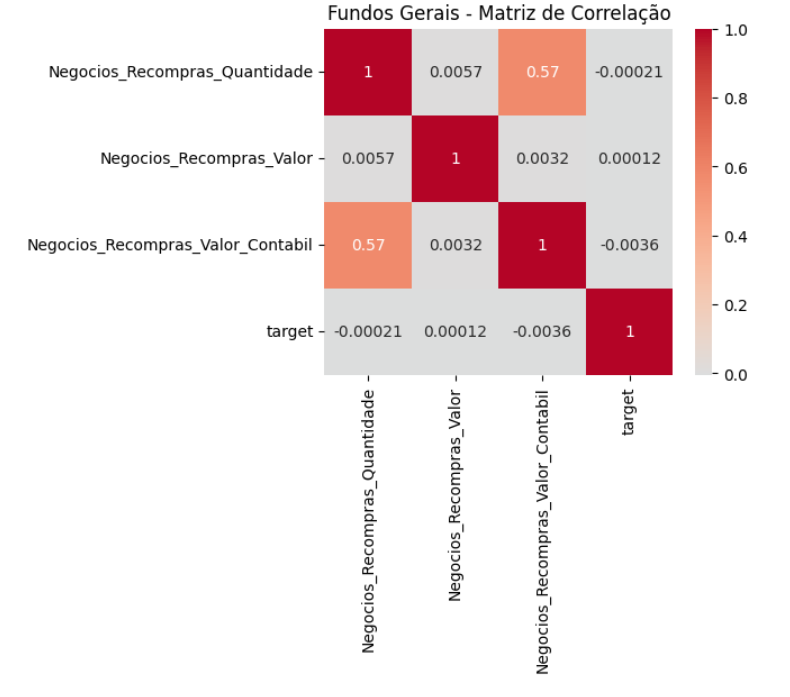 Fundos Gerais - Matriz de Correlação
Negocios_Recompras_Quantidade
1 0.0057 0.57 -0.00021
Negocios_Recompras_Valor
0.0057 1 0.0032 0.00012
Negocios_Recompras_Valor_Contabil
0.57 0.0032 1 -0.0036
target
-0.00021 0.00012 -0.0036 1
Negocios_Recompras_Quantidade
Negocios_Recompras_Valor
Negocios_Recompras_Valor_Contabil
target
1.0
0.8
0.6
0.4
0.2
0.0